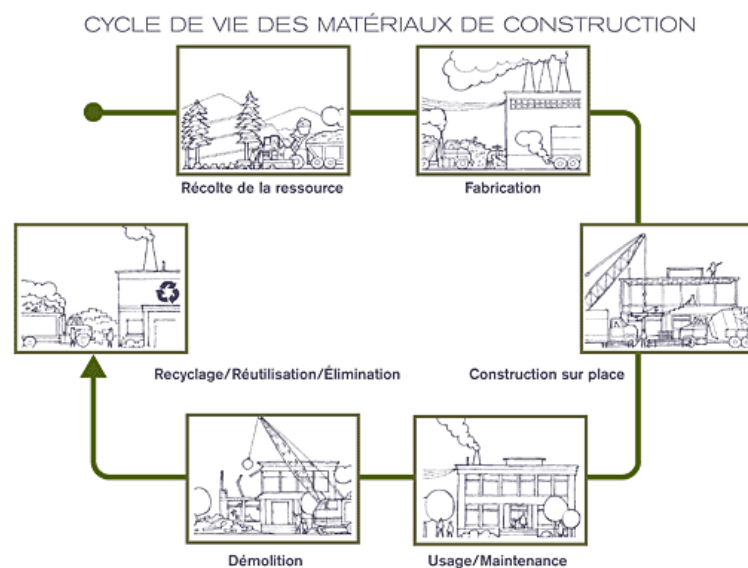 CYCLE DE VIE DES MATÉRIAUX DE CONSTRUCTION
Récolte de la ressource
Fabrication
Construction sur place
Usage/Maintenance
Démolition
Recyclage/Réutilisation/Élimination